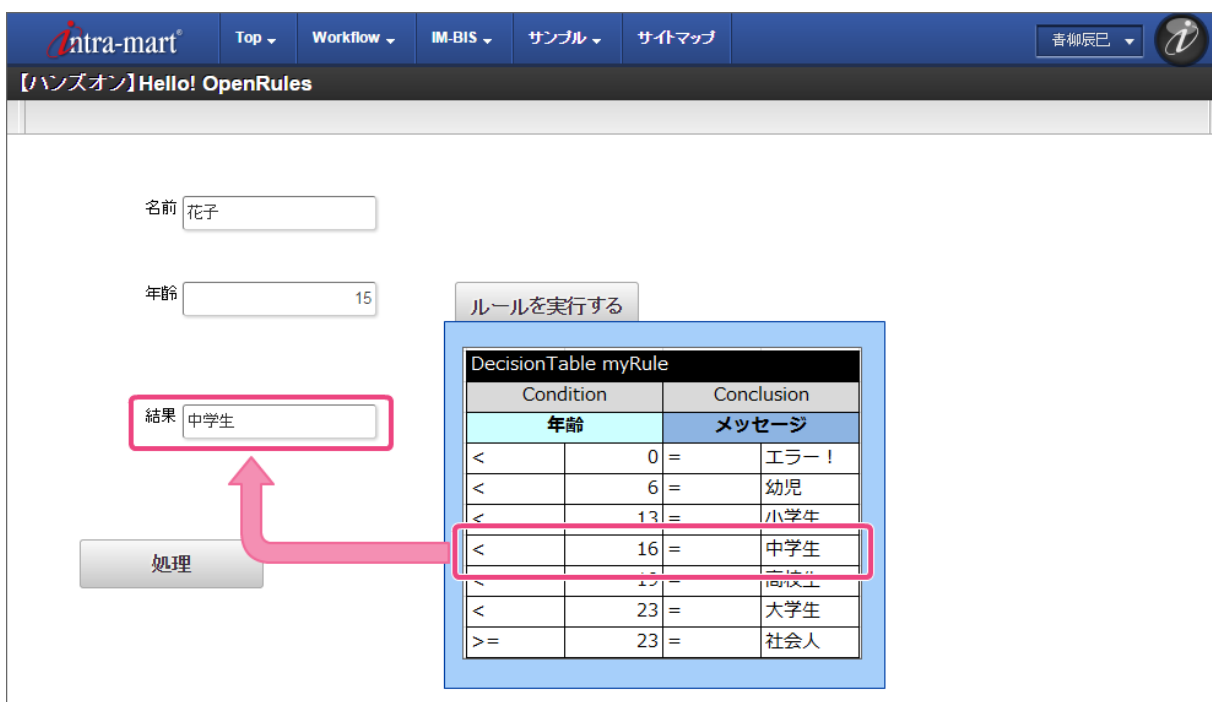 intra-mart® Top Workflow IM-BIS サンプル サイトマップ 青柳辰巳
【ハンズオン】Hello! OpenRules
名前 花子
年齢 15 ルールを実行する
DecisionTable myRule
Condition Conclusion
年齢 メッセージ
< 0 = エラー！
結果 中学生
< 6 = 幼児
< 13 = 小学生
< 16 = 中学生
処理
< 19 = 高校生
< 23 = 大学生
>= 23 = 社会人